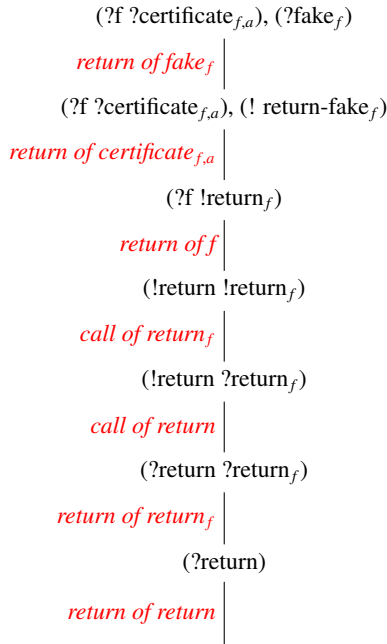 (?f ?certificate_{f,a}), (?fake_f)
return of fake_f
(?f ?certificate_{f,a}), (! return-fake_f)
return of certificate_{f,a}
(?f !return_f)
return of f
(!return !return_f)
call of return_f
(!return ?return_f)
call of return
(?return ?return_f)
return of return_f
(?return)
return of return